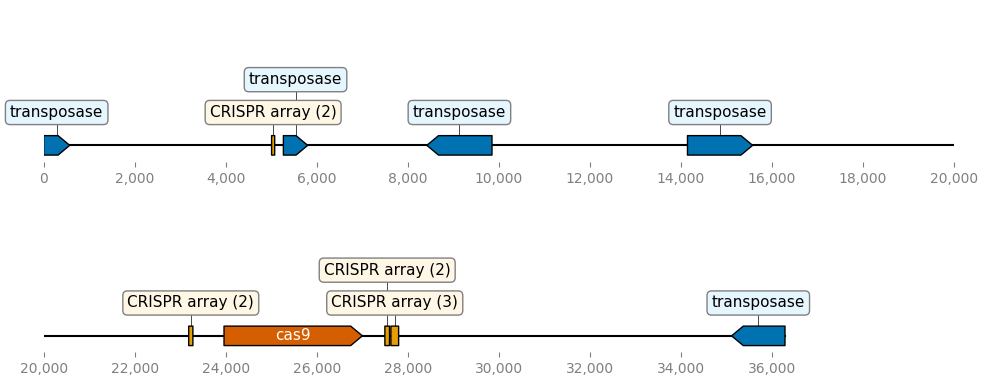 transposase
transposase CRISPR array (2) transposase transposase
0 2,000 4,000 6,000 8,000 10,000 12,000 14,000 16,000 18,000 20,000
CRISPR array (2)
CRISPR array (2) CRISPR array (3) transposase
cas9
20,000 22,000 24,000 26,000 28,000 30,000 32,000 34,000 36,000